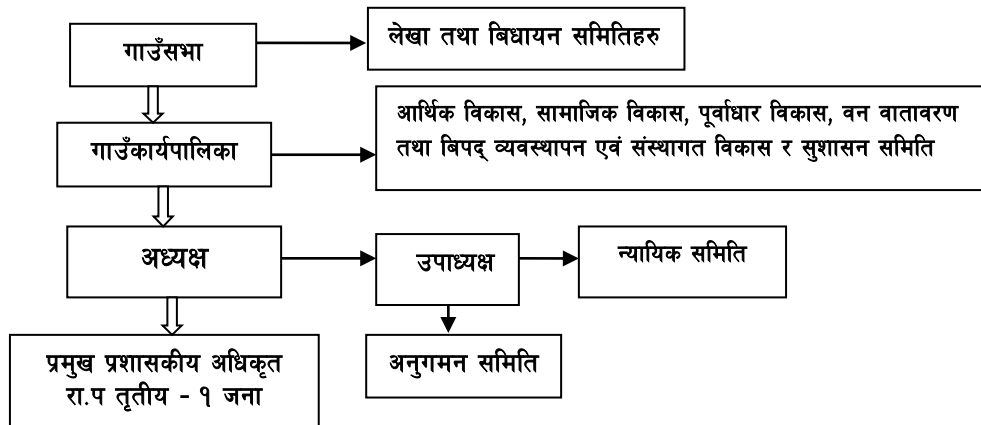 गाउँसभा
लेखा तथा बिधायन समितिहरु
गाउँकार्यपालिका
आर्थिक विकास, सामाजिक विकास, पूर्वाधार विकास, वन वातावरण
तथा बिपद् व्यवस्थापन एवं संस्थागत विकास र सुशासन समिति
अध्यक्ष
उपाध्यक्ष
न्यायिक समिति
प्रमुख प्रशासकीय अधिकृत
रा.प तृतीय - १ जना
अनुगमन समिति